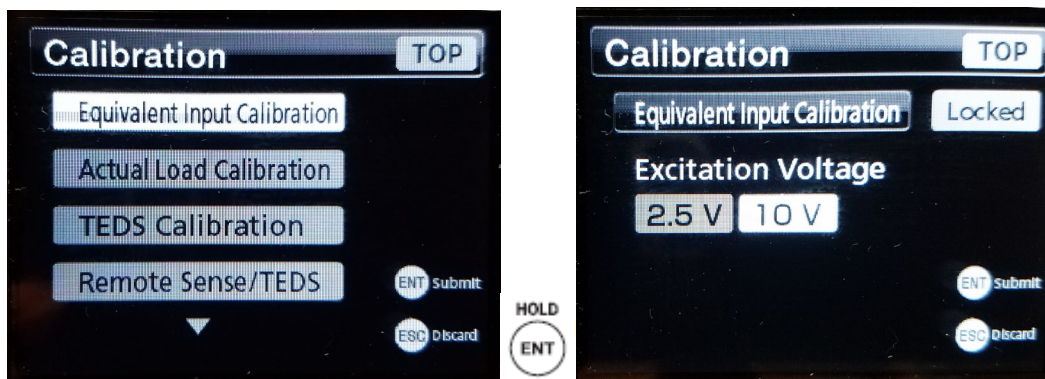 Calibration TOP
Equivalent Input Calibration
Actual Load Calibration
TEDS Calibration
Remote Sense/TEDS
ENT Submit
ESC Discard
HOLD
ENT
Calibration TOP
Equivalent Input Calibration Locked
Excitation Voltage
2.5 V 10 V
ENT Submit
ESC Discard